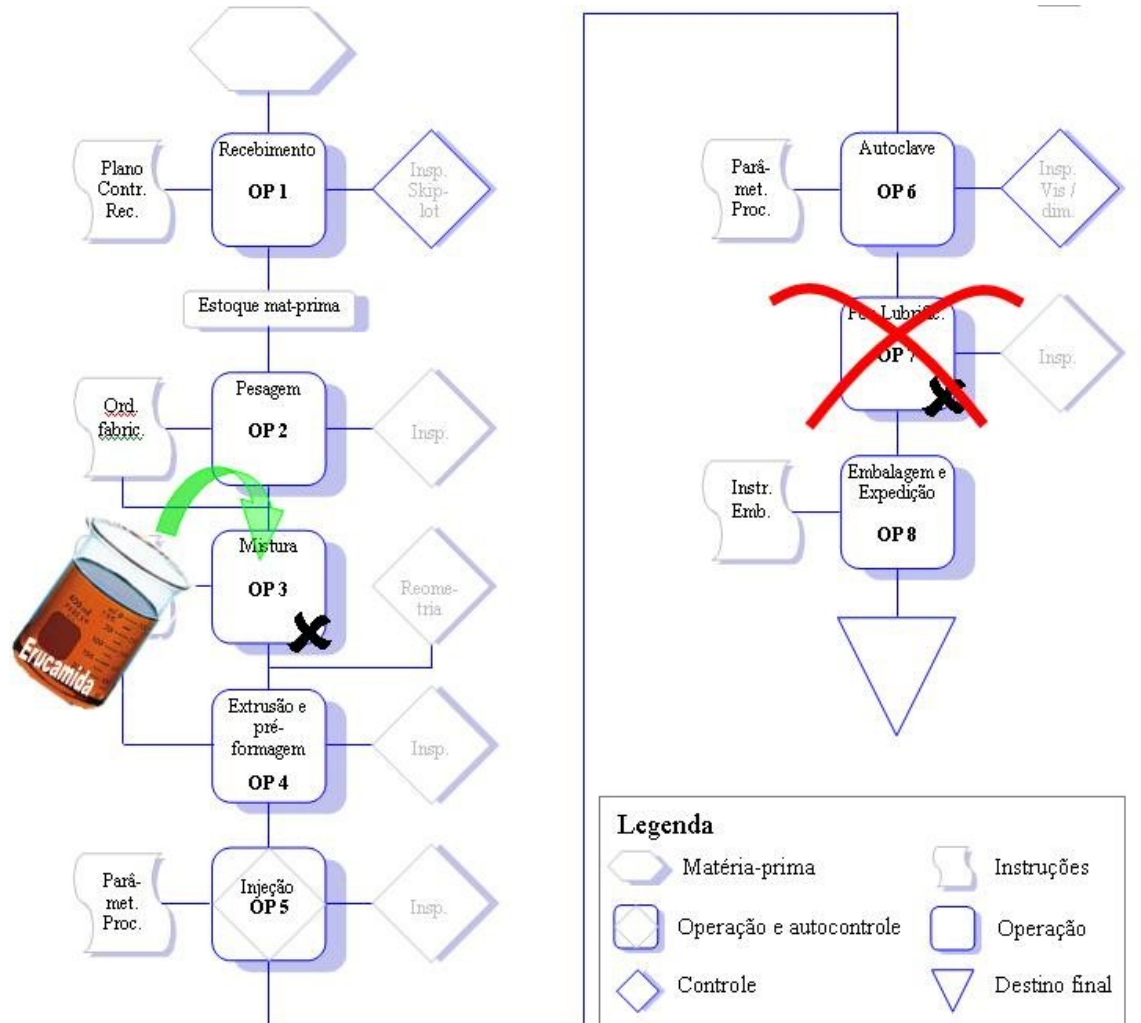 Recebimento
OP 1
Plano
Contr.
Rec.
Insp.
Skip-
lot
Estoque mat-prima
Pesagem
OP 2
Ord.
fabric.
Insp.
Mistura
OP 3
Reome-
tria
Erucamida
Extrusão e
pré-
formagem
OP 4
Insp.
Injeção
OP 5
Parâ-
met.
Proc.
Insp.
Autoclave
OP 6
Parâ-
met.
Proc.
Insp.
Vis /
dim.
Lubrific.
OP 7
Insp.
Embalagem e
Expedição
OP 8
Instr.
Emb.
Legenda
Matéria-prima
Instruções
Operação e autocontrole
Operação
Controle
Destino final